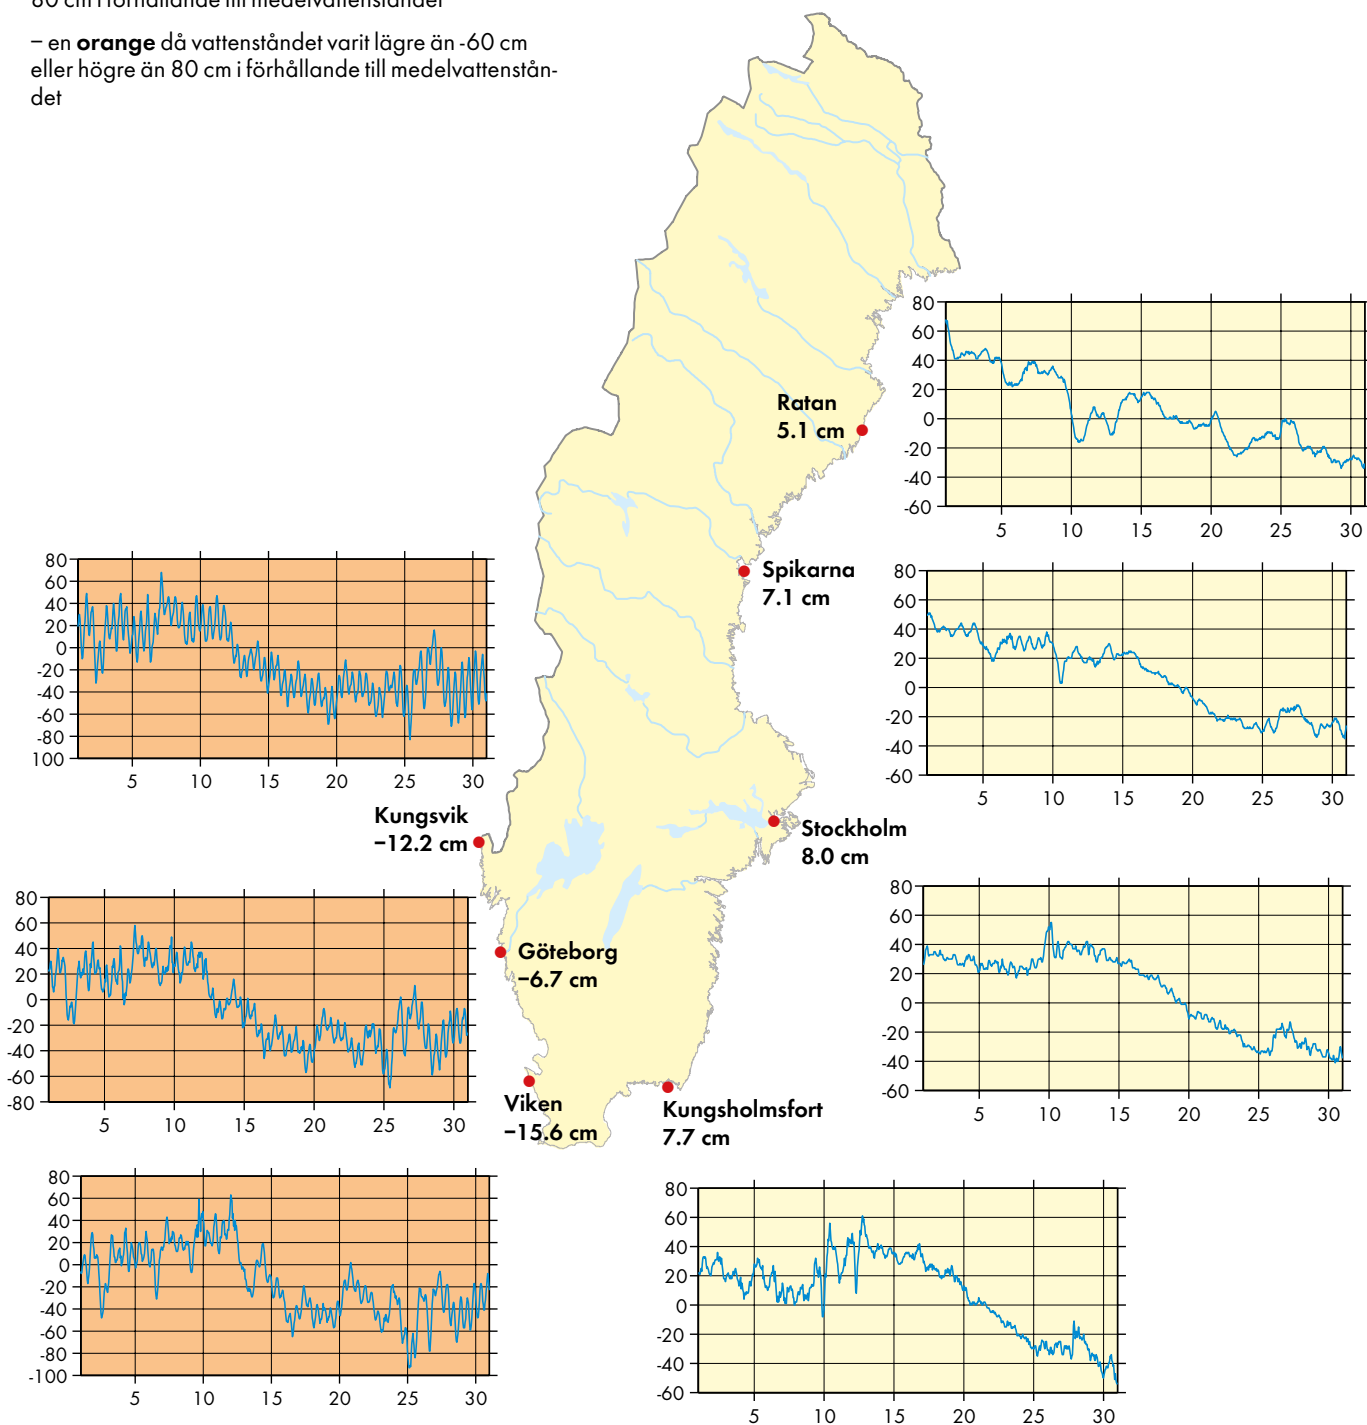 80 cm i förhållande till medelvattenståndet
– en orange då vattenståndet varit lägre än -60 cm
eller högre än 80 cm i förhållande till medelvattenstån-
det
Ratan
5.1 cm
80
60
40
20
0
-20
-40
-60
5 10 15 20 25 30
Spikarna
7.1 cm
80
60
40
20
0
-20
-40
-60
5 10 15 20 25 30
80
60
40
20
0
-20
-40
-60
-80
100
5 10 15 20 25 30
Kungsvik
–12.2 cm
Stockholm
8.0 cm
80
60
40
20
0
-20
-40
-60
5 10 15 20 25 30
80
60
40
20
0
-20
-40
-60
-80
5 10 15 20 25 30
Göteborg
–6.7 cm
Viken
–15.6 cm
Kungsholmsfort
7.7 cm
80
60
40
20
0
-20
-40
-60
-80
-100
5 10 15 20 25 30
80
60
40
20
0
-20
-40
-60
5 10 15 20 25 30